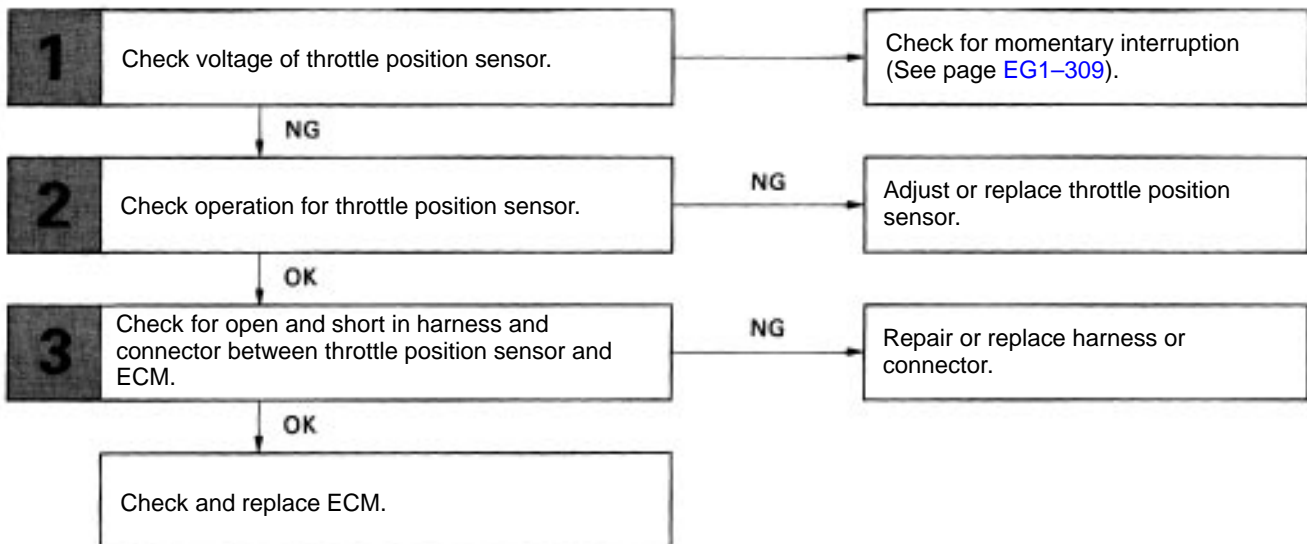 1
Check voltage of throttle position sensor.
Check for momentary interruption
(See page EG1–309).
NG
2
Check operation for throttle position sensor.
NG
Adjust or replace throttle position
sensor.
OK
3
Check for open and short in harness and
connector between throttle position sensor and
ECM.
NG
Repair or replace harness or
connector.
OK
Check and replace ECM.